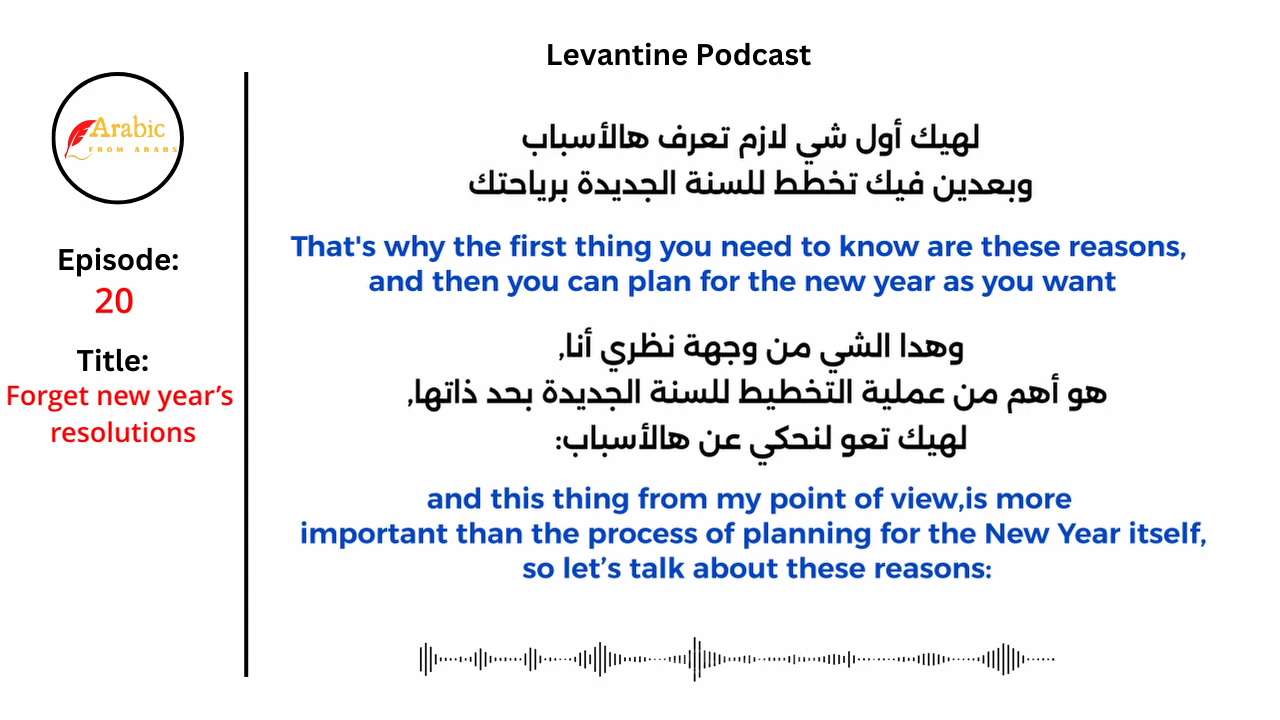 Levantine Podcast
Arabic
FROM ARABS
Episode:
20
Title:
Forget new year’s
resolutions
لهيك أول شي لازم تعرف هالأسباب
وبعدين فيك تخطط للسنة الجديدة برياحتك
That's why the first thing you need to know are these reasons,
and then you can plan for the new year as you want
وهدا الشي من وجهة نظري أنا,
هو أهم من عملية التخطيط للسنة الجديدة بحد ذاتها,
لهيك تعو لنحكي عن هالأسباب:
and this thing from my point of view,is more
important than the process of planning for the New Year itself,
so let’s talk about these reasons: